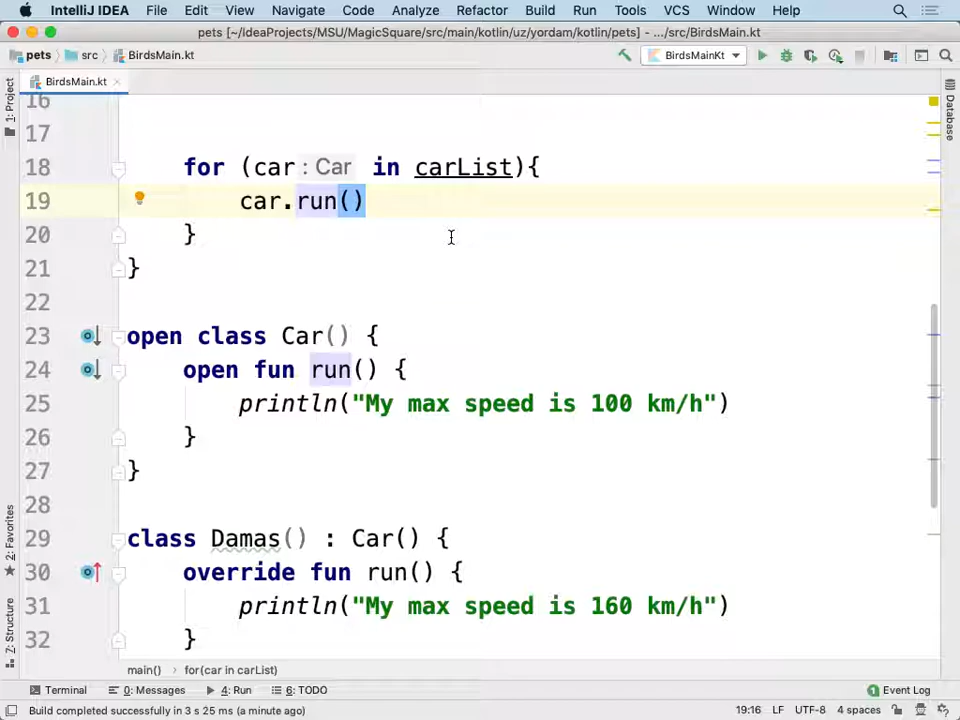 IntelliJ IDEA File Edit View Navigate Code Analyze Refactor Build Run Tools VCS Window Help
pets [~/IdeaProjects/MSU/MagicSquare/src/main/kotlin/uz/yordam/kotlin/pets] - .../src/BirdsMain.kt
pets src BirdsMain.kt BirdsMainKt
BirdsMain.kt
1: Project
Database
16
17
18 for (car : Car in carList){
19 car.run()
20 }
21 }
22
23 open class Car() {
24 open fun run() {
25 println("My max speed is 100 km/h")
26 }
27 }
28
29 class Damas() : Car() {
30 override fun run() {
31 println("My max speed is 160 km/h")
32 }
2: Favorites
7: Structure
main() for(car in carList)
Terminal 0: Messages 4: Run 6: TODO Event Log
Build completed successfully in 3 s 25 ms (a minute ago) 19:16 LF UTF-8 4 spaces